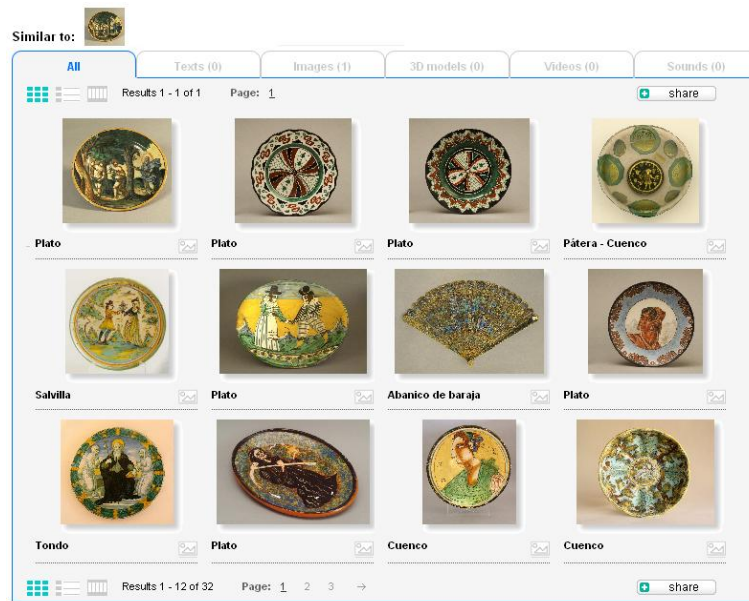 Similar to:
All Texts (0) Images (1) 3D models (0) Videos (0) Sounds (0)
Results 1 - 1 of 1 Page: 1 share
Plato Plato Plato Pátera - Cuenco
Salvilla Plato Abanico de baraja Plato
Tondo Plato Cuenco Cuenco
Results 1 - 12 of 32 Page: 1 2 3 → share